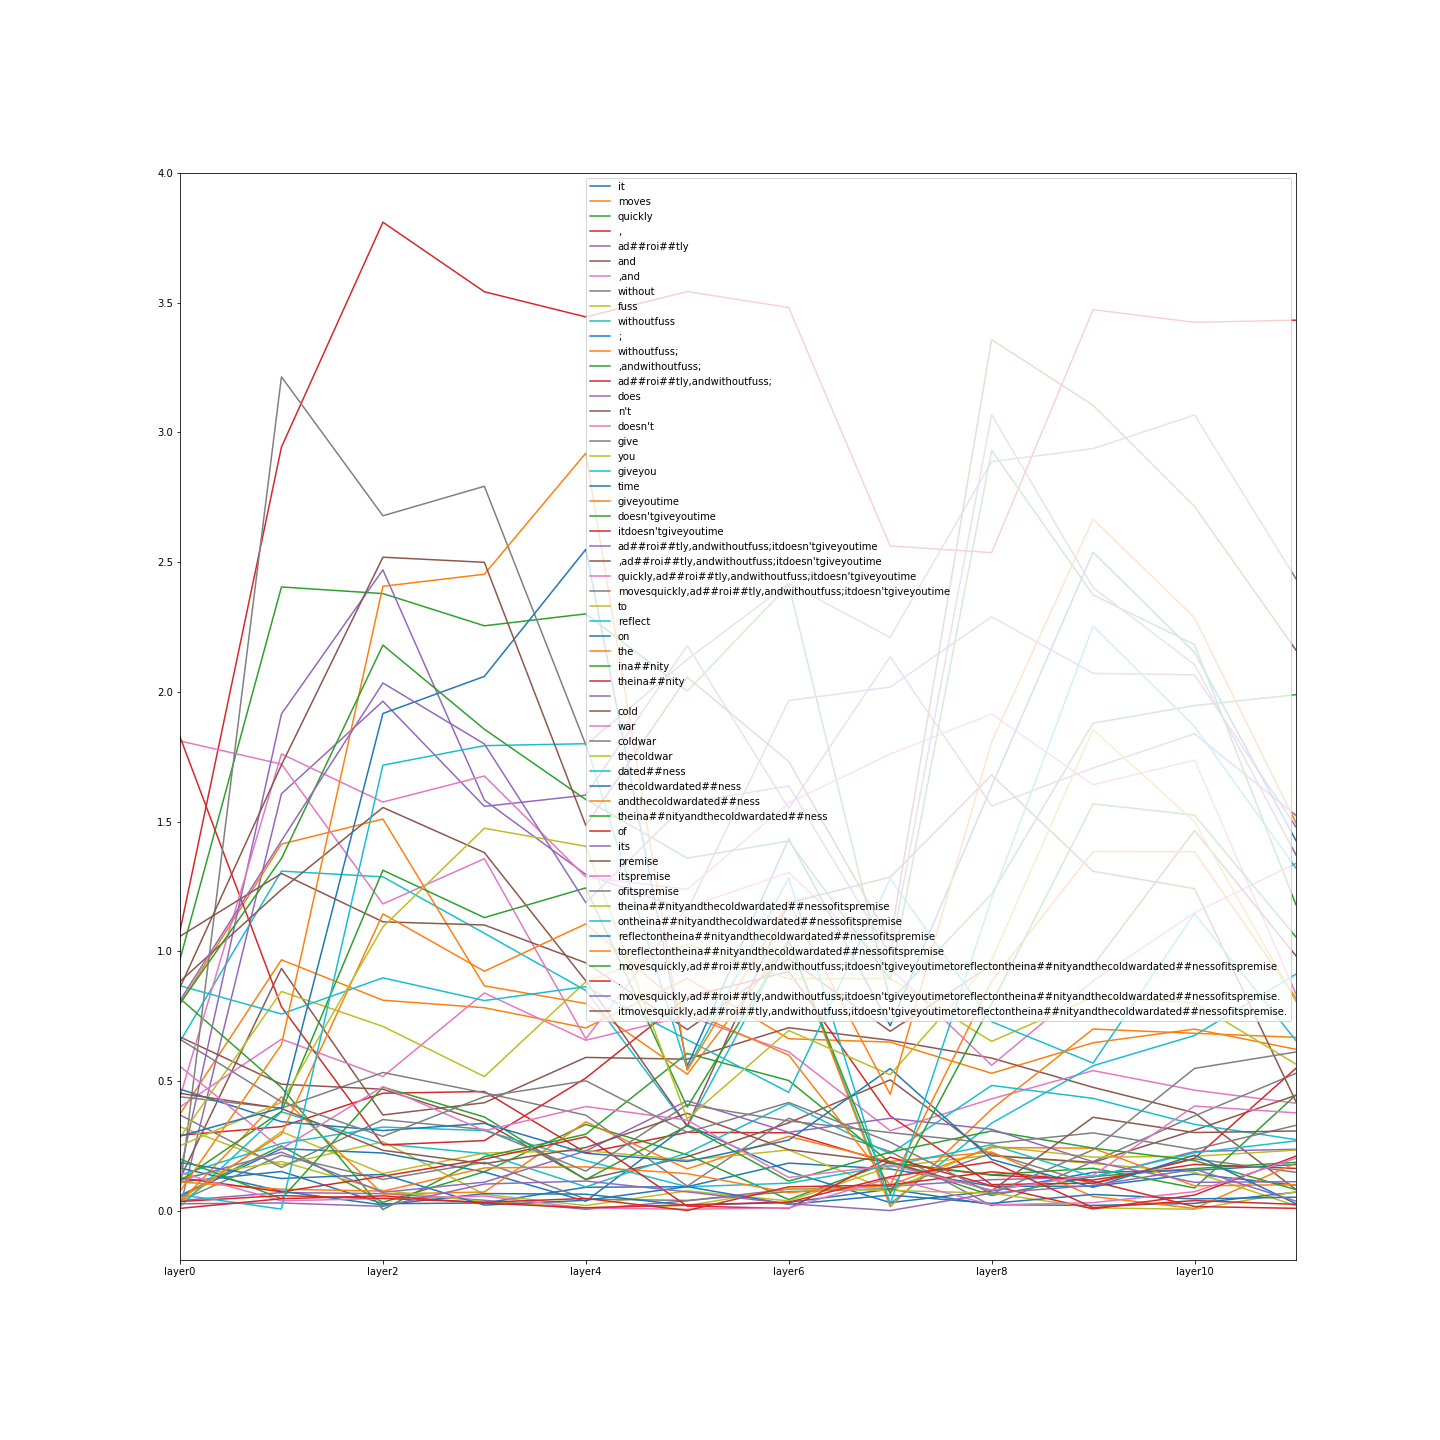 4.0
3.5
3.0
2.5
2.0
1.5
1.0
0.5
0.0
layer0 layer2 layer4 layer6 layer8 layer10
it
moves
quickly
,
ad##roi##tly
and
,and
without
fuss
withoutfuss
;
withoutfuss;
,andwithoutfuss;
ad##roi##tly,andwithoutfuss;
does
n't
doesn't
give
you
giveyou
time
giveyoutime
doesn'tgiveyoutime
itdoesn'tgiveyoutime
ad##roi##tly,andwithoutfuss;itdoesn'tgiveyoutime
,ad##roi##tly,andwithoutfuss;itdoesn'tgiveyoutime
quickly,ad##roi##tly,andwithoutfuss;itdoesn'tgiveyoutime
movesquickly,ad##roi##tly,andwithoutfuss;itdoesn'tgiveyoutime
to
reflect
on
the
ina##nity
theina##nity
cold
war
coldwar
thecoldwar
dated##ness
thecoldwardated##ness
andthecoldwardated##ness
theina##nityandthecoldwardated##ness
of
its
premise
itspremise
ofitspremise
theina##nityandthecoldwardated##nessofitspremise
ontheina##nityandthecoldwardated##nessofitspremise
reflectontheina##nityandthecoldwardated##nessofitspremise
toreflectontheina##nityandthecoldwardated##nessofitspremise
movesquickly,ad##roi##tly,andwithoutfuss;itdoesn'tgiveyoutimetoreflectontheina##nityandthecoldwardated##nessofitspremise
.
movesquickly,ad##roi##tly,andwithoutfuss;itdoesn'tgiveyoutimetoreflectontheina##nityandthecoldwardated##nessofitspremise.
itmovesquickly,ad##roi##tly,andwithoutfuss;itdoesn'tgiveyoutimetoreflectontheina##nityandthecoldwardated##nessofitspremise.